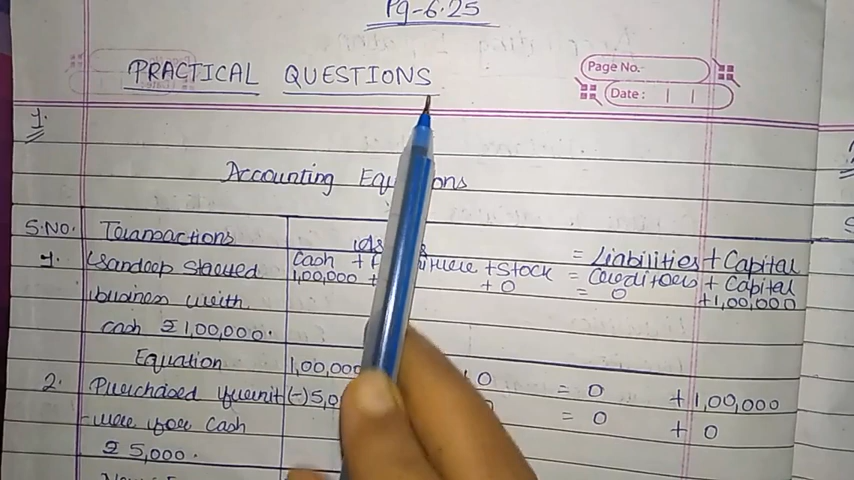 Pg-6.25
PRACTICAL QUESTIONS
Page No.
Date :
1.
Accounting Equations
S.NO. Transactions = Liabilities + Capital
1. Sandeep started Cash + + Stock = Creditors + Capital
1,00,000 + + 0 = 0 + 1,00,000
business with
cash ₹ 1,00,000.
Equation 1,00,000 0 = 0 + 1,00,000
2. Purchased furnit (-) 5,0 = 0 + 0
-ure for cash
₹ 5,000.